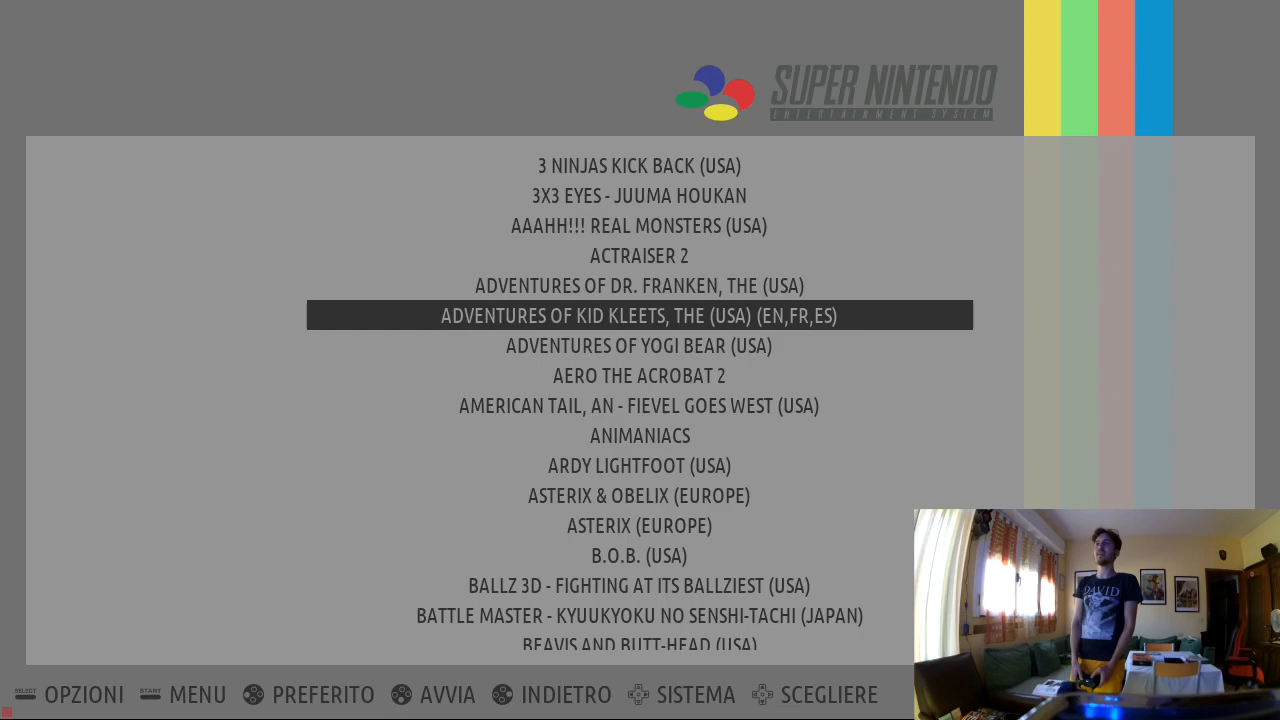 SUPER NINTENDO
ENTERTAINMENT SYSTEM
3 NINJAS KICK BACK (USA)
3X3 EYES - JUUMA HOUKAN
AAAHH!!! REAL MONSTERS (USA)
ACTRAISER 2
ADVENTURES OF DR. FRANKEN, THE (USA)
ADVENTURES OF KID KLEETS, THE (USA) (EN,FR,ES)
ADVENTURES OF YOGI BEAR (USA)
AERO THE ACROBAT 2
AMERICAN TAIL, AN - FIEVEL GOES WEST (USA)
ANIMANIACS
ARDY LIGHTFOOT (USA)
ASTERIX & OBELIX (EUROPE)
ASTERIX (EUROPE)
B.O.B. (USA)
BALLZ 3D - FIGHTING AT ITS BALLZIEST (USA)
BATTLE MASTER - KYUUKYOKU NO SENSHI-TACHI (JAPAN)
BEAVIS AND BUTT-HEAD (USA)
DAVID
SELECT OPZIONI START MENU PREFERITO AVVIA INDIETRO SISTEMA SCEGLIERE